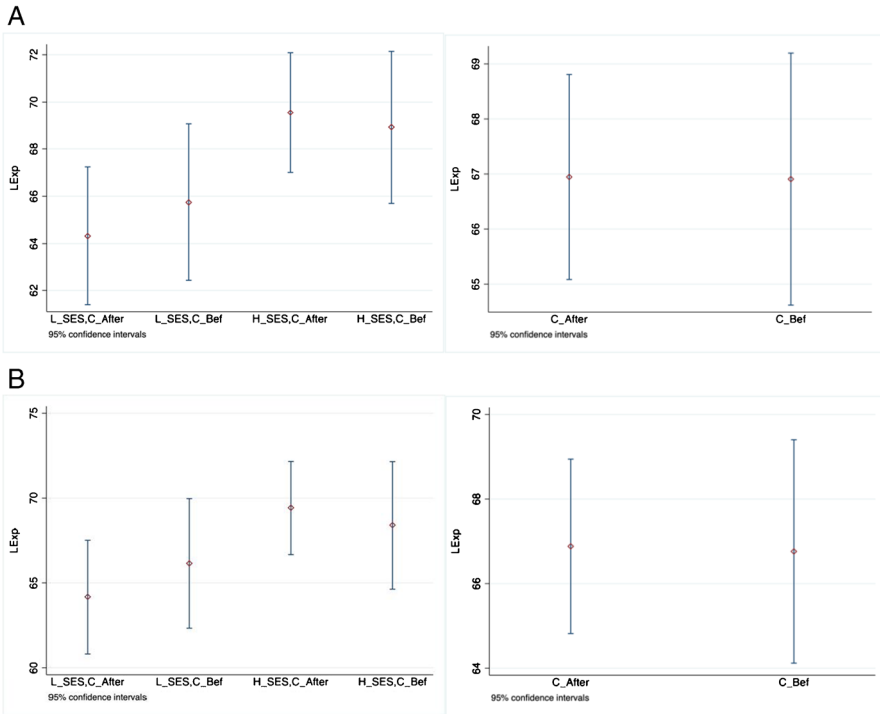 A
72
70
68
66
64
62
LExp
L_SES,C_After L_SES,C_Bef H_SES,C_After H_SES,C_Bef
95% confidence intervals
69
68
67
66
65
LExp
C_After C_Bef
95% confidence intervals
B
75
70
65
60
LExp
L_SES,C_After L_SES,C_Bef H_SES,C_After H_SES,C_Bef
95% confidence intervals
70
68
66
64
LExp
C_After C_Bef
95% confidence intervals